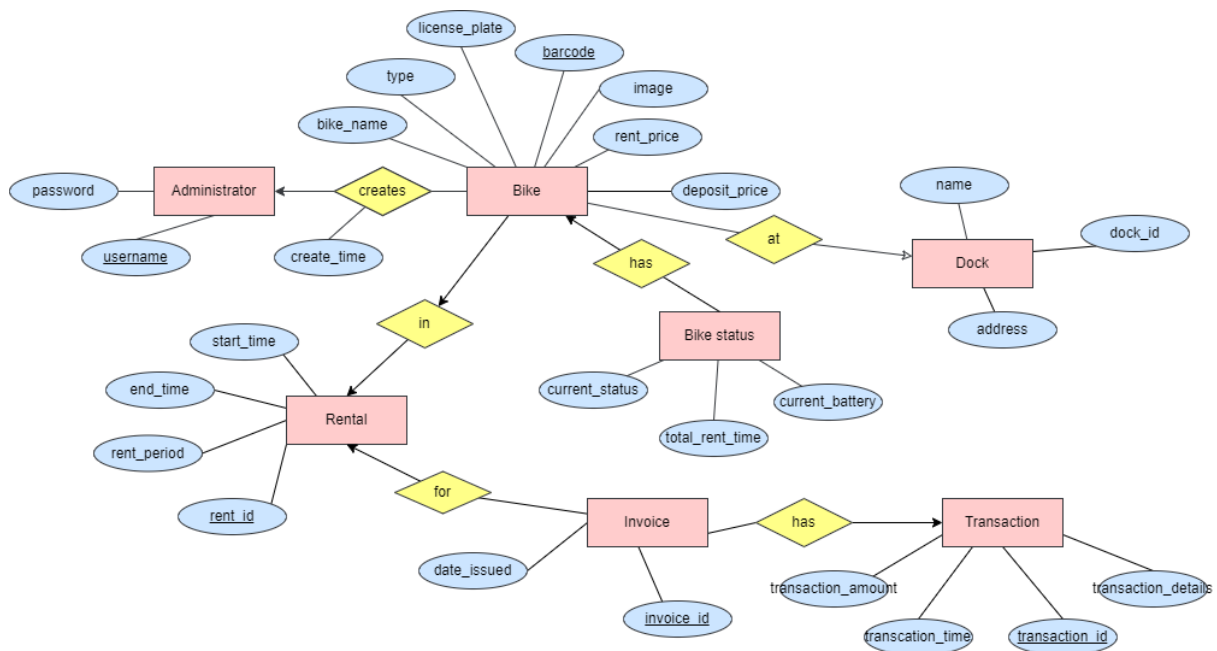 license_plate
barcode
type
image
bike_name
rent_price
password
Administrator
creates
Bike
deposit_price
name
username
create_time
at
dock_id
has
Dock
in
start_time
Bike status
address
end_time
current_status
current_battery
Rental
total_rent_time
rent_period
for
rent_id
Invoice
has
Transaction
date_issued
transaction_amount
transaction_details
invoice_id
transcation_time
transaction_id